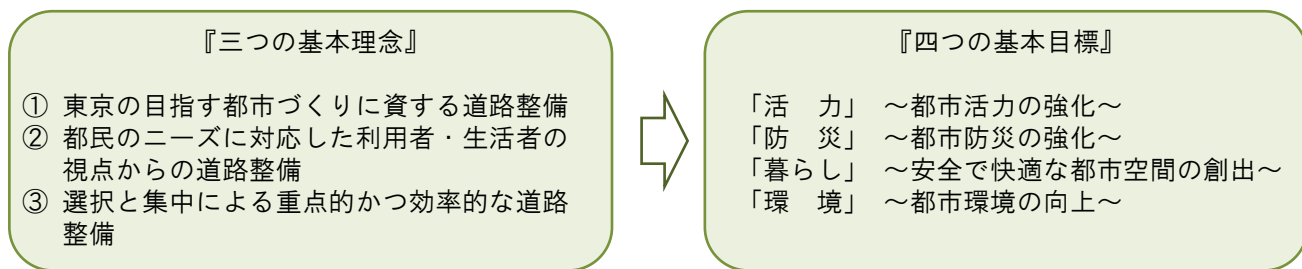 『三つの基本理念』
① 東京の目指す都市づくりに資する道路整備
② 都民のニーズに対応した利用者・生活者の
視点からの道路整備
③ 選択と集中による重点的かつ効率的な道路
整備
『四つの基本目標』
「活　力」 ～都市活力の強化～
「防　災」 ～都市防災の強化～
「暮らし」 ～安全で快適な都市空間の創出～
「環　境」 ～都市環境の向上～